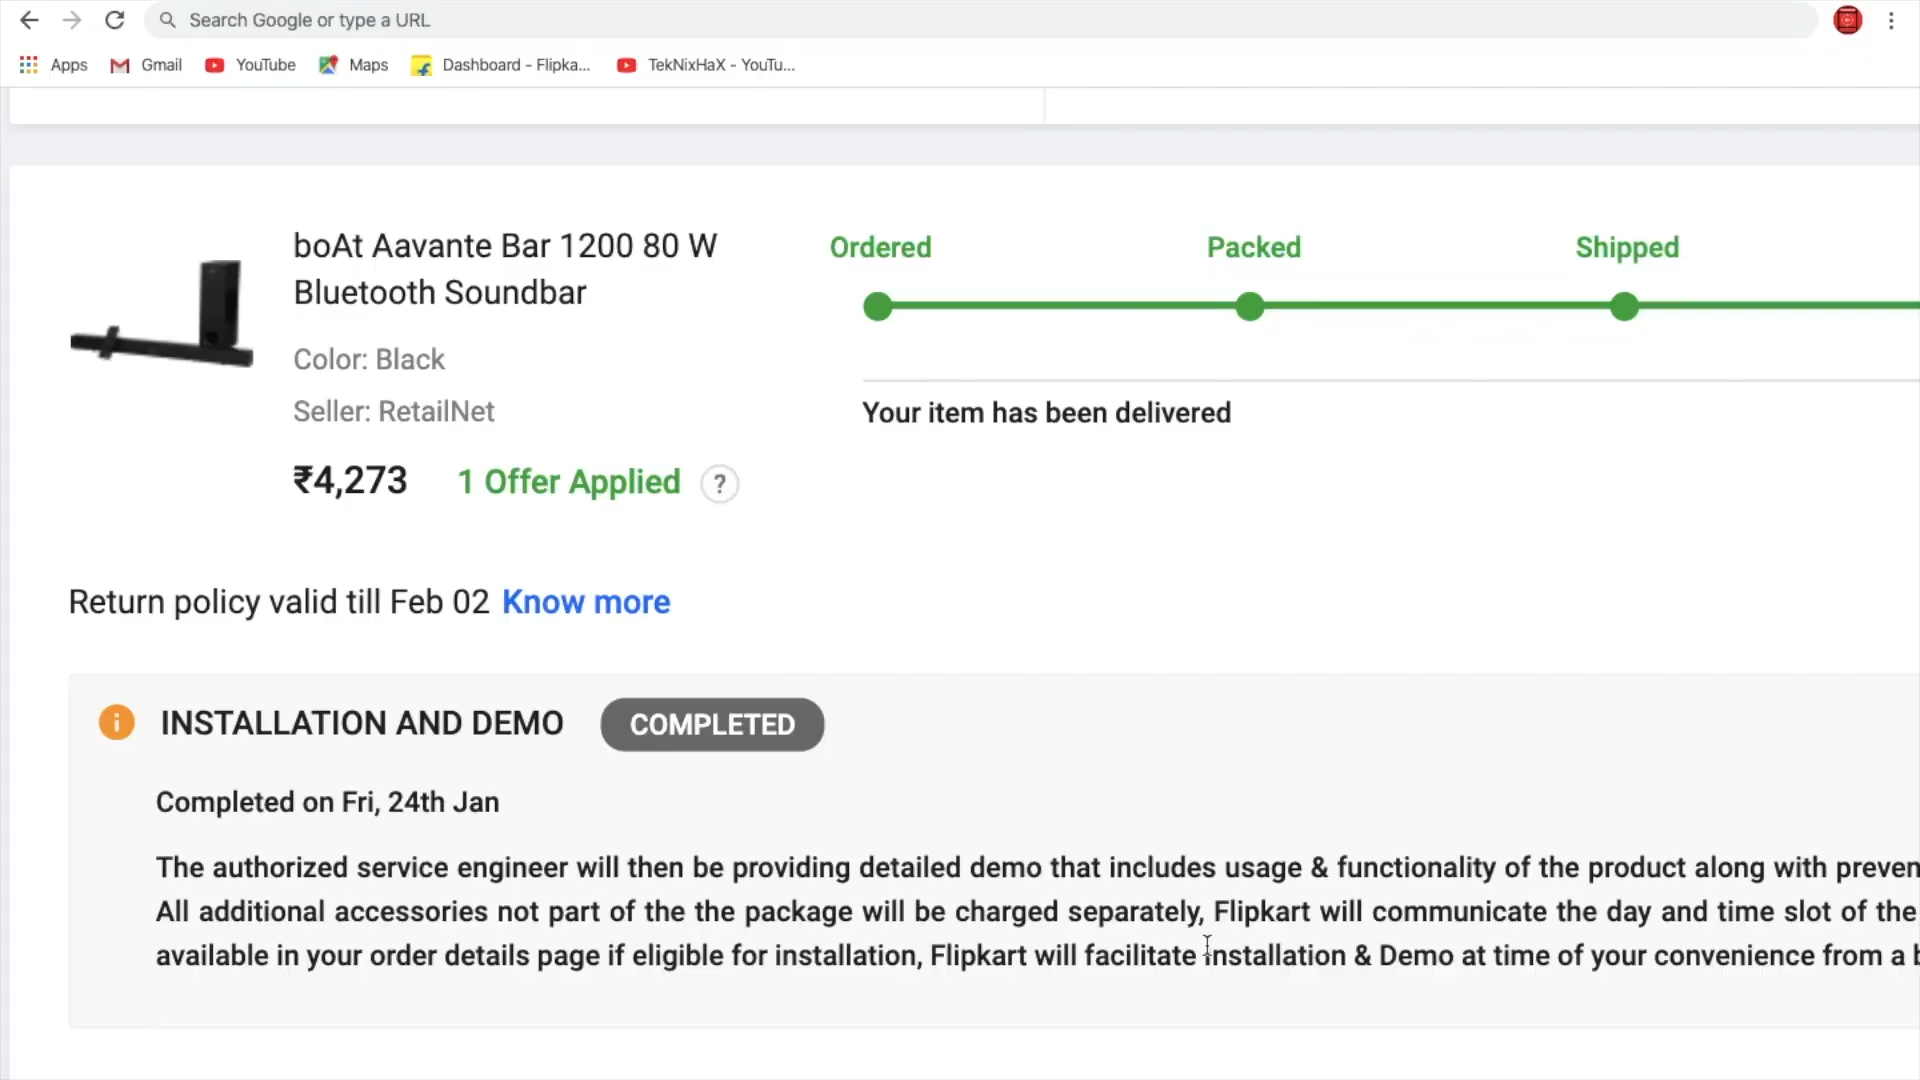 Search Google or type a URL
Apps Gmail YouTube Maps Dashboard - Flipka... TekNixHaX - YouTu...
boAt Aavante Bar 1200 80 W
Bluetooth Soundbar
Color: Black
Seller: RetailNet
₹4,273 1 Offer Applied ?
Ordered Packed Shipped
Your item has been delivered
Return policy valid till Feb 02 Know more
INSTALLATION AND DEMO COMPLETED
Completed on Fri, 24th Jan
The authorized service engineer will then be providing detailed demo that includes usage & functionality of the product along with preven
All additional accessories not part of the the package will be charged separately, Flipkart will communicate the day and time slot of the
available in your order details page if eligible for installation, Flipkart will facilitate Installation & Demo at time of your convenience from a b